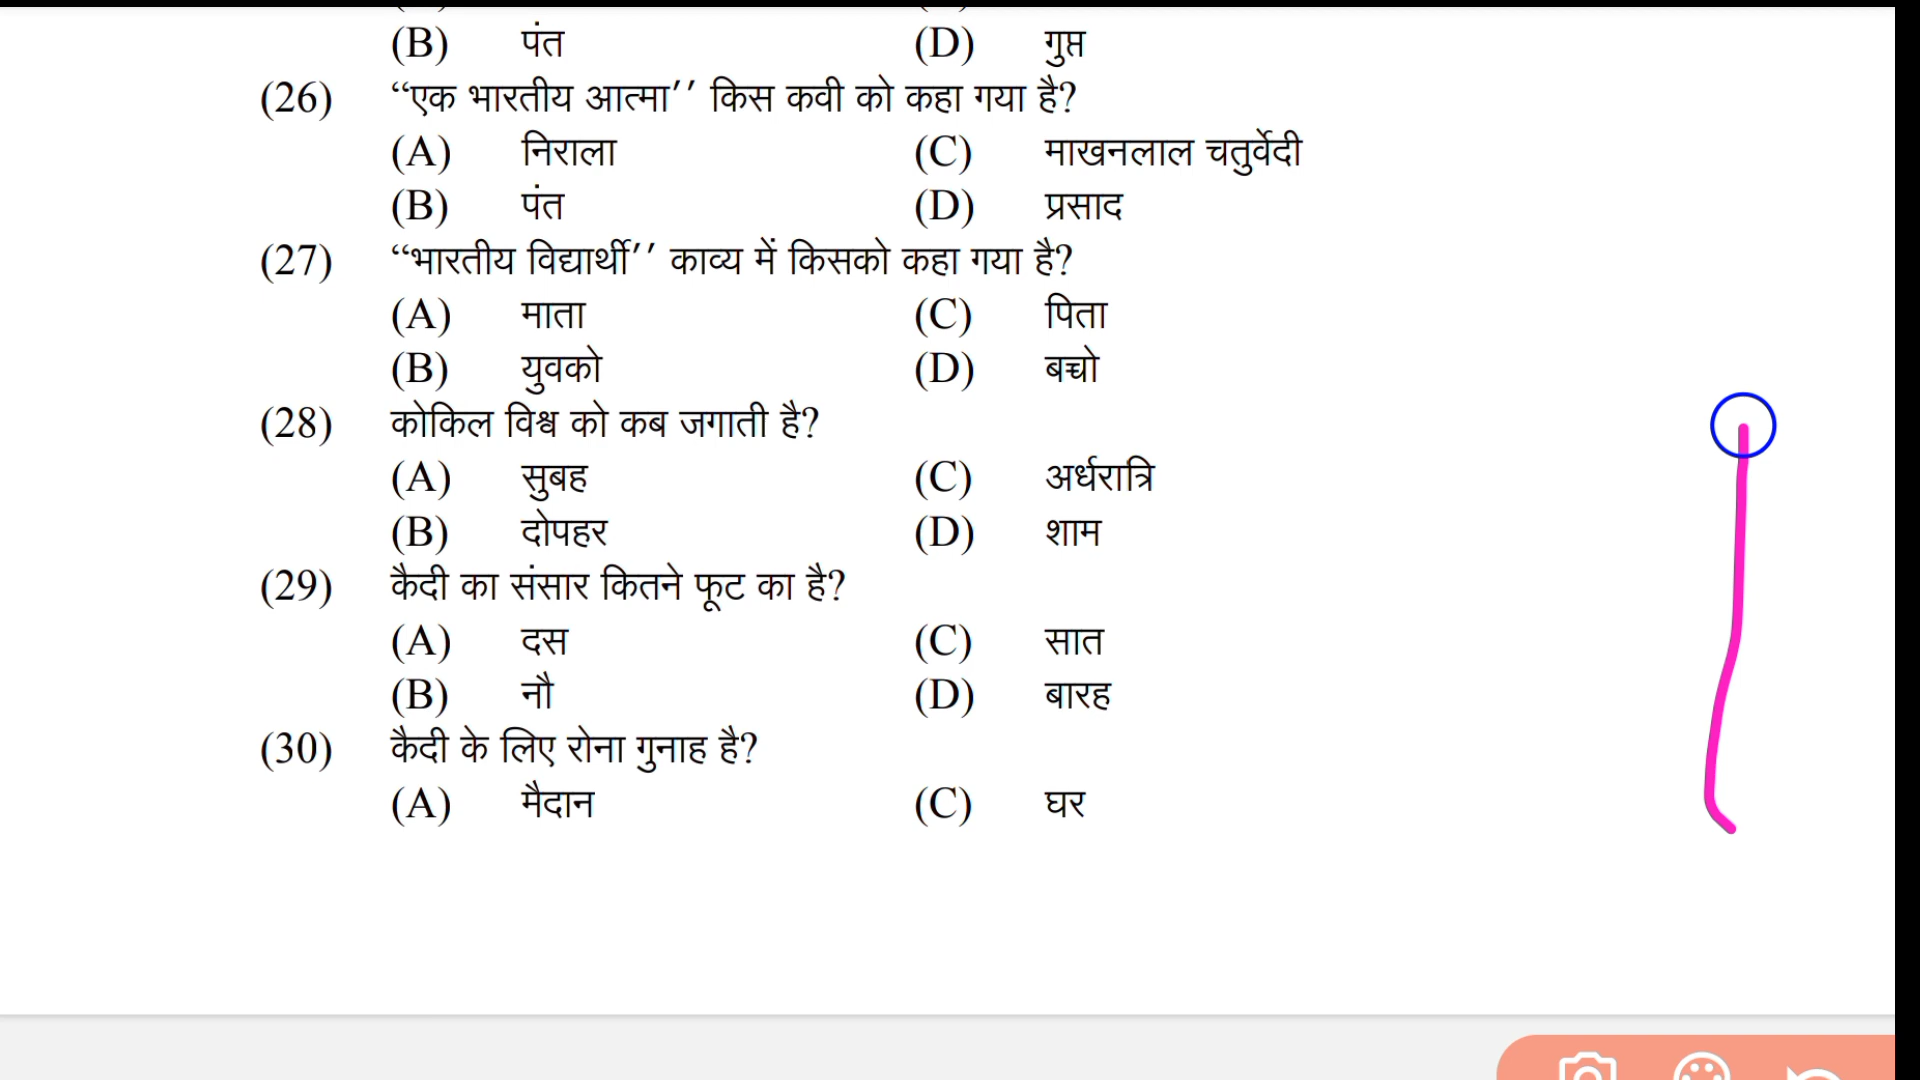 (B) पंत (D) गुप्त
(26) “एक भारतीय आत्मा’’ किस कवी को कहा गया है?
(A) निराला (C) माखनलाल चतुर्वेदी
(B) पंत (D) प्रसाद
(27) “भारतीय विद्यार्थी’’ काव्य में किसको कहा गया है?
(A) माता (C) पिता
(B) युवको (D) बच्चो
(28) कोकिल विश्व को कब जगाती है?
(A) सुबह (C) अर्धरात्रि
(B) दोपहर (D) शाम
(29) कैदी का संसार कितने फूट का है?
(A) दस (C) सात
(B) नौ (D) बारह
(30) कैदी के लिए रोना गुनाह है?
(A) मैदान (C) घर